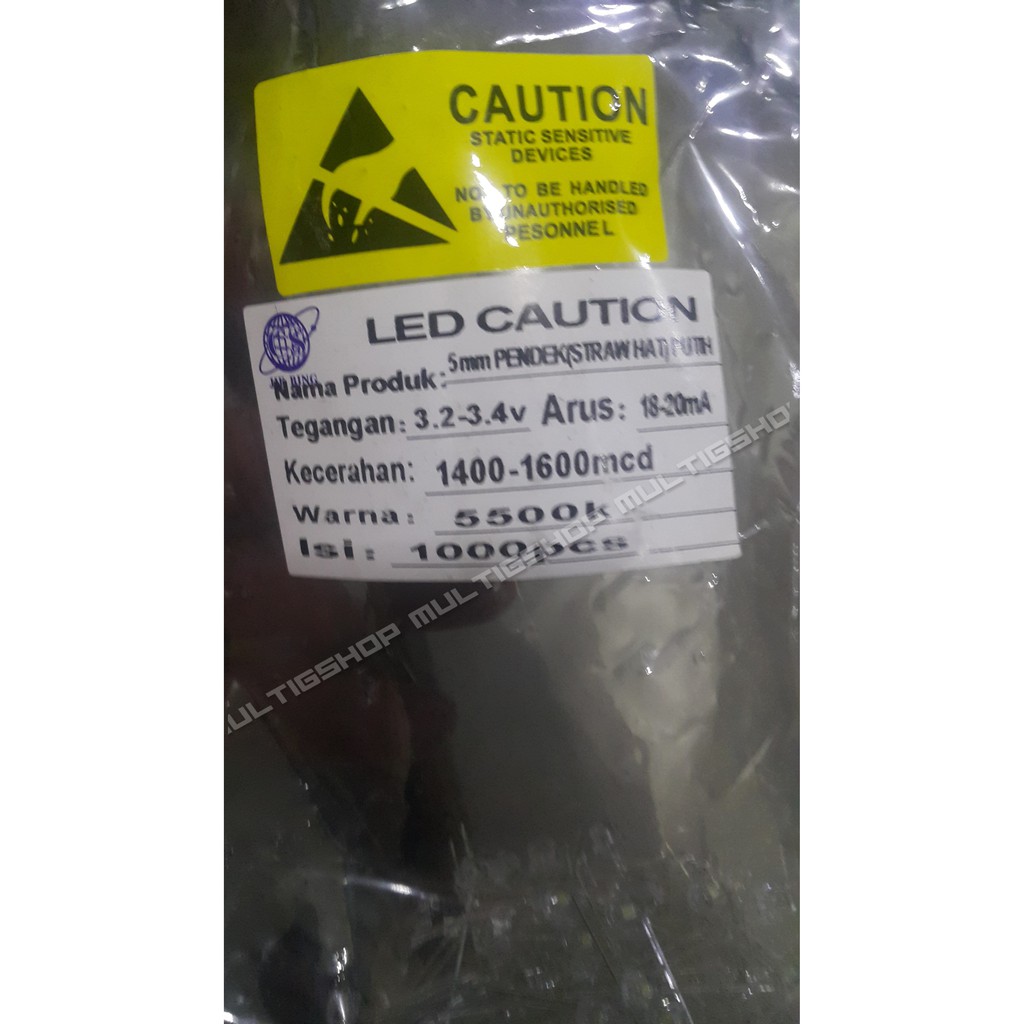 CAUTION
STATIC SENSITIVE
DEVICES
NOT TO BE HANDLED
BY UNAUTHORISED
PESONNEL
LED CAUTION
Nama Produk: 5mm PENDEK(STRAW HAT) PUTIH
Tegangan: 3.2-3.4v Arus: 18-20mA
Kecerahan: 1400-1600mcd
Warna: 5500k
Isi: 1000pcs
MULTIGSHOP MULTIGSHOP MULTIGSHOP